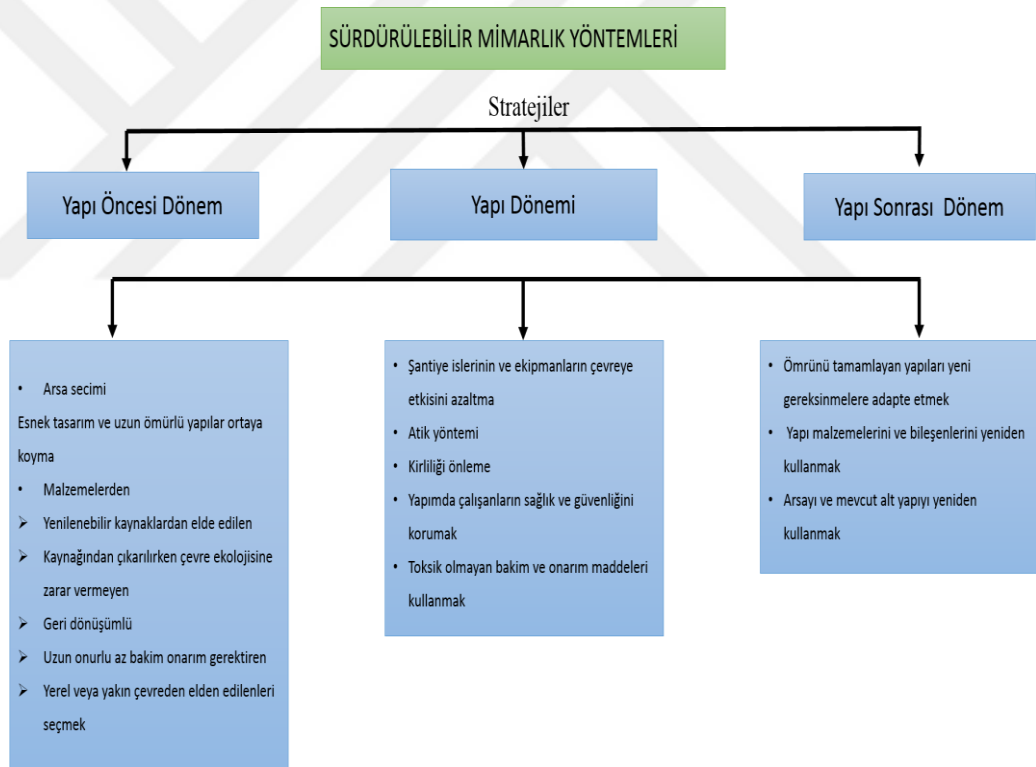 SÜRDÜRÜLEBİLİR MİMARLIK YÖNTEMLERİ
Stratejiler
Yapı Öncesi Dönem
Yapı Dönemi
Yapı Sonrası Dönem
• Arsa secimi
Esnek tasarım ve uzun ömürlü yapılar ortaya
koyma
• Malzemelerden
➢ Yenilenebilir kaynaklardan elde edilen
➢ Kaynağından çıkarılırken çevre ekolojisine
zarar vermeyen
➢ Geri dönüşümlü
➢ Uzun onurlu az bakim onarım gerektiren
➢ Yerel veya yakın çevreden elden edilenleri
seçmek
• Şantiye islerinin ve ekipmanların çevreye
etkisini azaltma
• Atik yöntemi
• Kirliliği önleme
• Yapımda çalışanların sağlık ve güvenliğini
korumak
• Toksik olmayan bakim ve onarım maddeleri
kullanmak
• Ömrünü tamamlayan yapıları yeni
gereksinmelere adapte etmek
• Yapı malzemelerini ve bileşenlerini yeniden
kullanmak
• Arsayı ve mevcut alt yapıyı yeniden
kullanmak